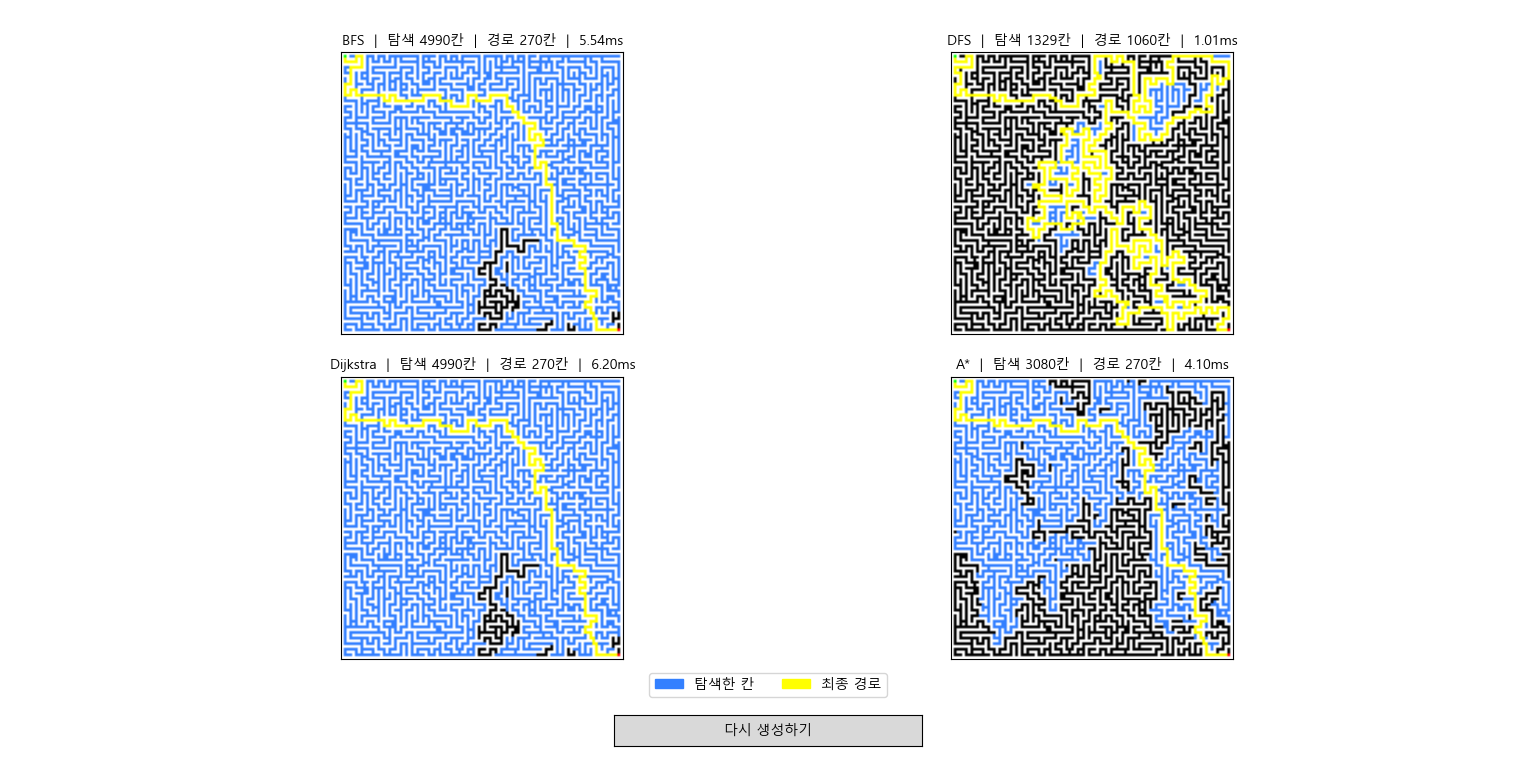 BFS | 탐색 4990칸 | 경로 270칸 | 5.54ms
DFS | 탐색 1329칸 | 경로 1060칸 | 1.01ms
Dijkstra | 탐색 4990칸 | 경로 270칸 | 6.20ms
A* | 탐색 3080칸 | 경로 270칸 | 4.10ms
탐색한 칸 최종 경로
다시 생성하기